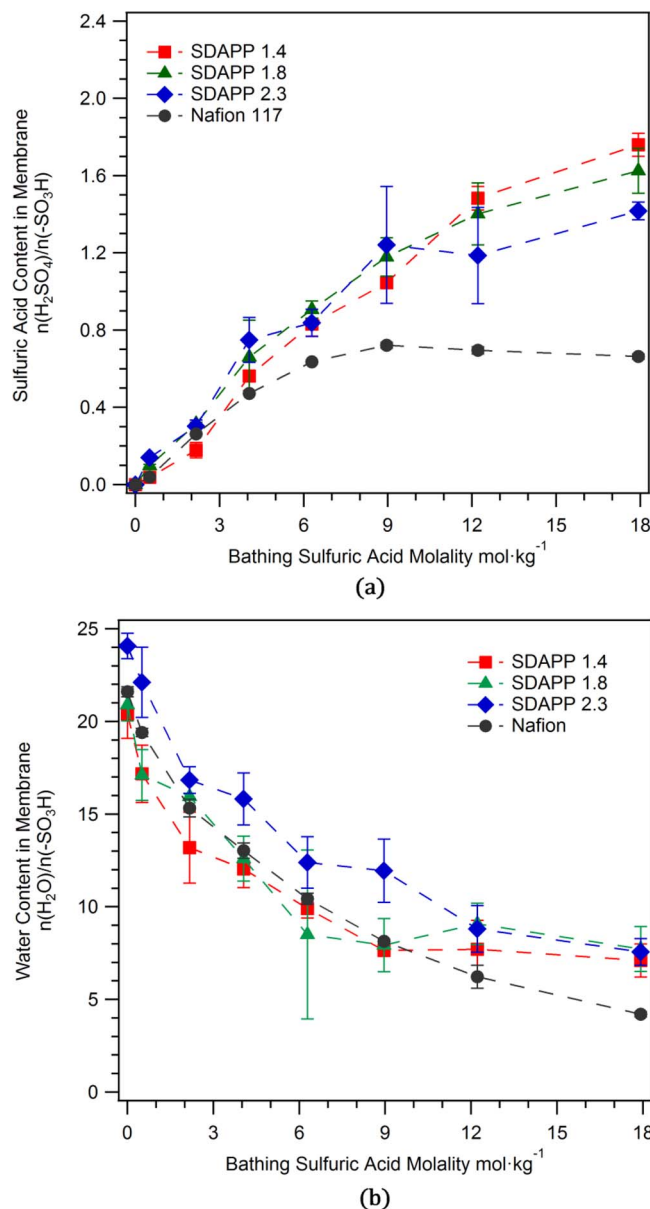 2.4
2.0
1.6
1.2
0.8
0.4
0.0
Sulfuric Acid Content in Membrane
n(H₂SO₄)/n(-SO₃H)
SDAPP 1.4
SDAPP 1.8
SDAPP 2.3
Nafion 117
0 3 6 9 12 15 18
Bathing Sulfuric Acid Molality mol·kg⁻¹
(a)
25
20
15
10
5
0
Water Content in Membrane
n(H₂O)/n(-SO₃H)
SDAPP 1.4
SDAPP 1.8
SDAPP 2.3
Nafion
0 3 6 9 12 15 18
Bathing Sulfuric Acid Molality mol·kg⁻¹
(b)